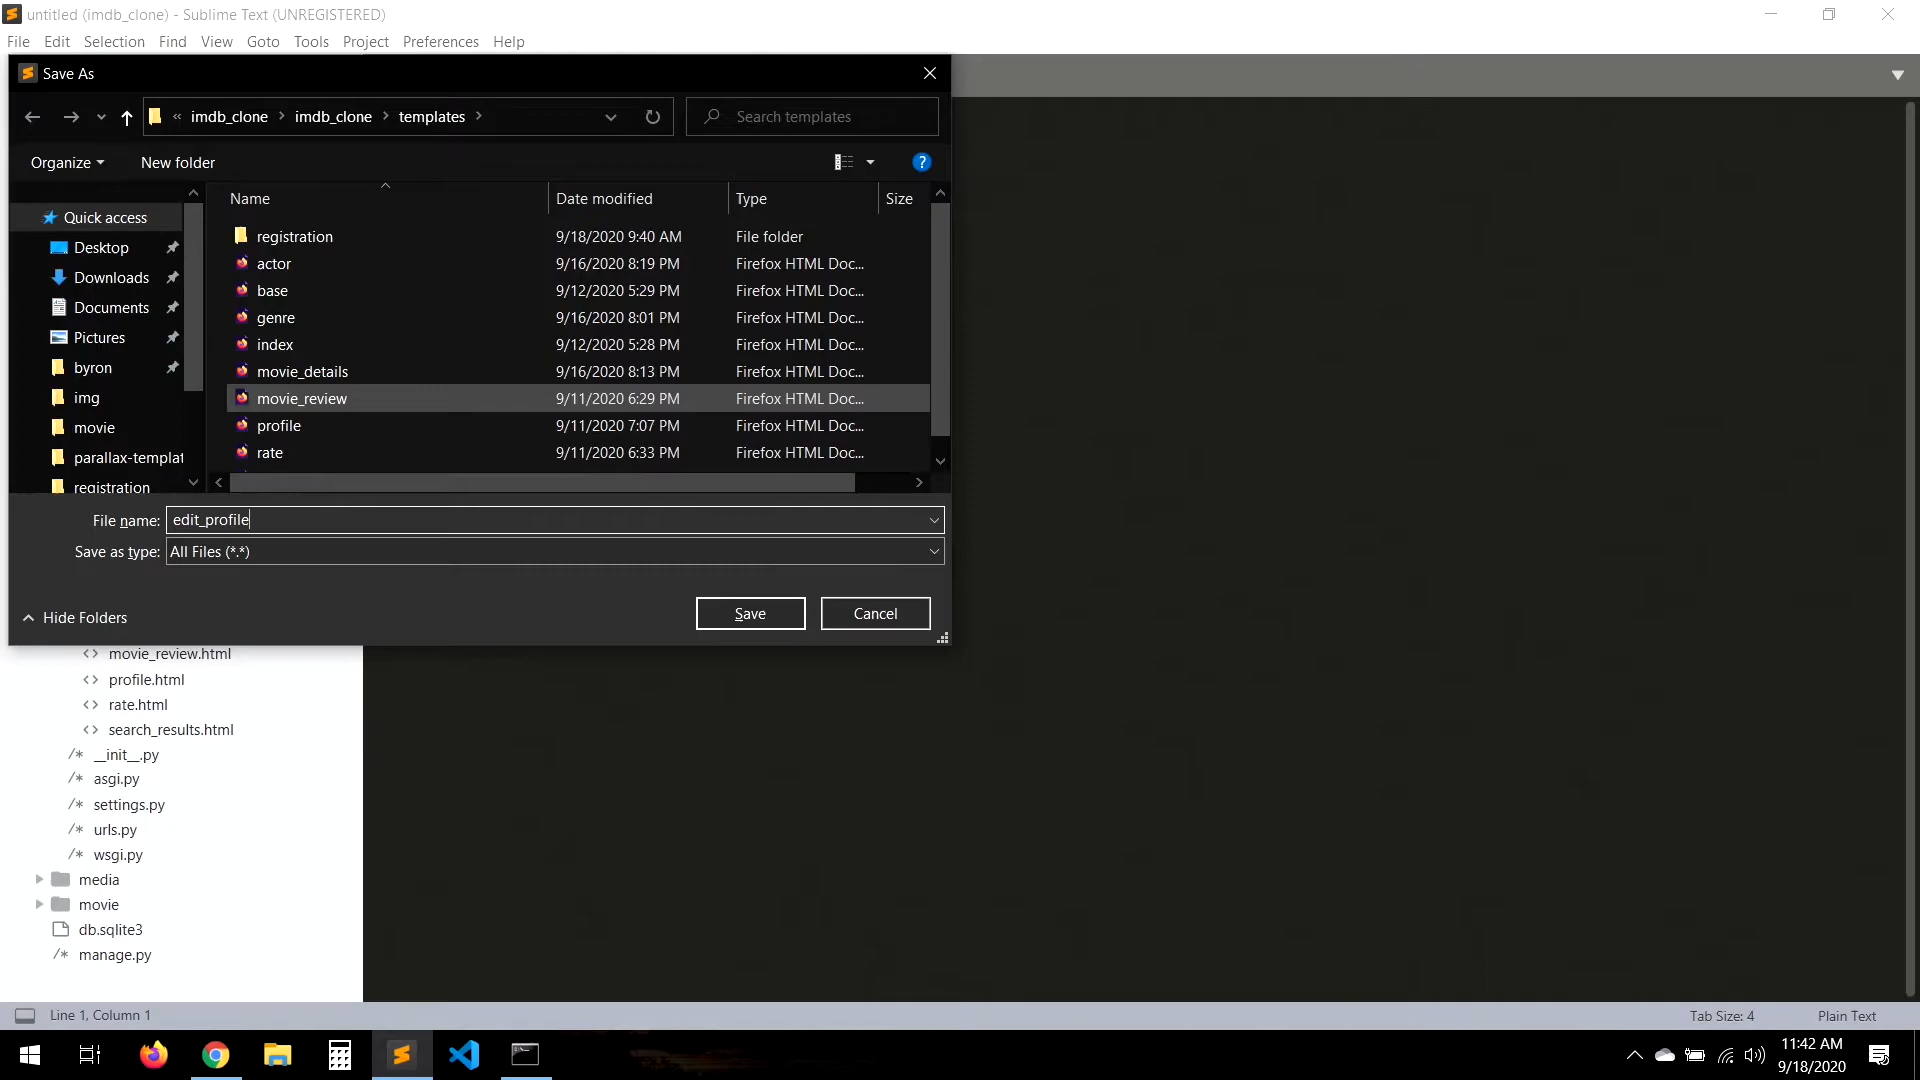 untitled (imdb_clone) - Sublime Text (UNREGISTERED)
File Edit Selection Find View Goto Tools Project Preferences Help
Save As
« imdb_clone > imdb_clone > templates >
Search templates
Organize
New folder
Name Date modified Type Size
Quick access
Desktop
Downloads
Documents
Pictures
byron
img
movie
parallax-templat
registration
registration 9/18/2020 9:40 AM File folder
actor 9/16/2020 8:19 PM Firefox HTML Doc...
base 9/12/2020 5:29 PM Firefox HTML Doc...
genre 9/16/2020 8:01 PM Firefox HTML Doc...
index 9/12/2020 5:28 PM Firefox HTML Doc...
movie_details 9/16/2020 8:13 PM Firefox HTML Doc...
movie_review 9/11/2020 6:29 PM Firefox HTML Doc...
profile 9/11/2020 7:07 PM Firefox HTML Doc...
rate 9/11/2020 6:33 PM Firefox HTML Doc...
File name: edit_profile
Save as type: All Files (*.*)
Hide Folders
Save
Cancel
<> movie_review.html
<> profile.html
<> rate.html
<> search_results.html
/* __init__.py
/* asgi.py
/* settings.py
/* urls.py
/* wsgi.py
media
movie
db.sqlite3
/* manage.py
Line 1, Column 1
Tab Size: 4
Plain Text
11:42 AM
9/18/2020